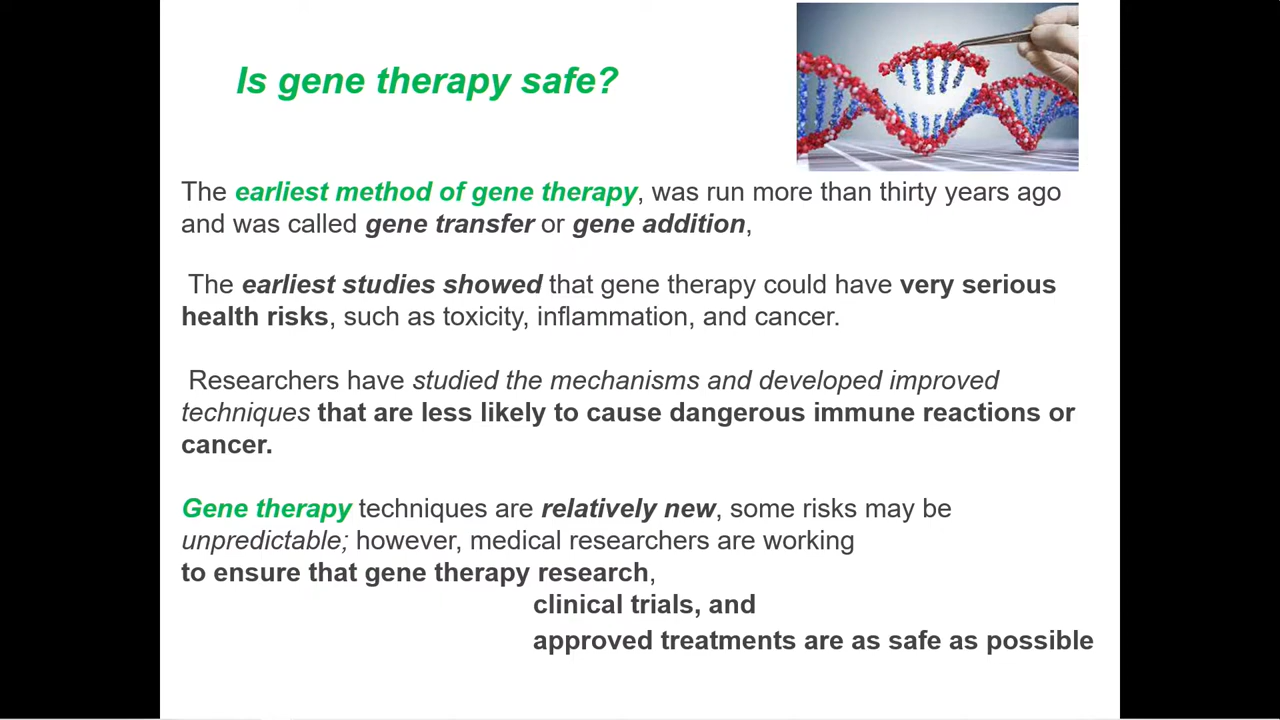 Is gene therapy safe?
The earliest method of gene therapy, was run more than thirty years ago
and was called gene transfer or gene addition,
The earliest studies showed that gene therapy could have very serious
health risks, such as toxicity, inflammation, and cancer.
Researchers have studied the mechanisms and developed improved
techniques that are less likely to cause dangerous immune reactions or
cancer.
Gene therapy techniques are relatively new, some risks may be
unpredictable; however, medical researchers are working
to ensure that gene therapy research,
clinical trials, and
approved treatments are as safe as possible